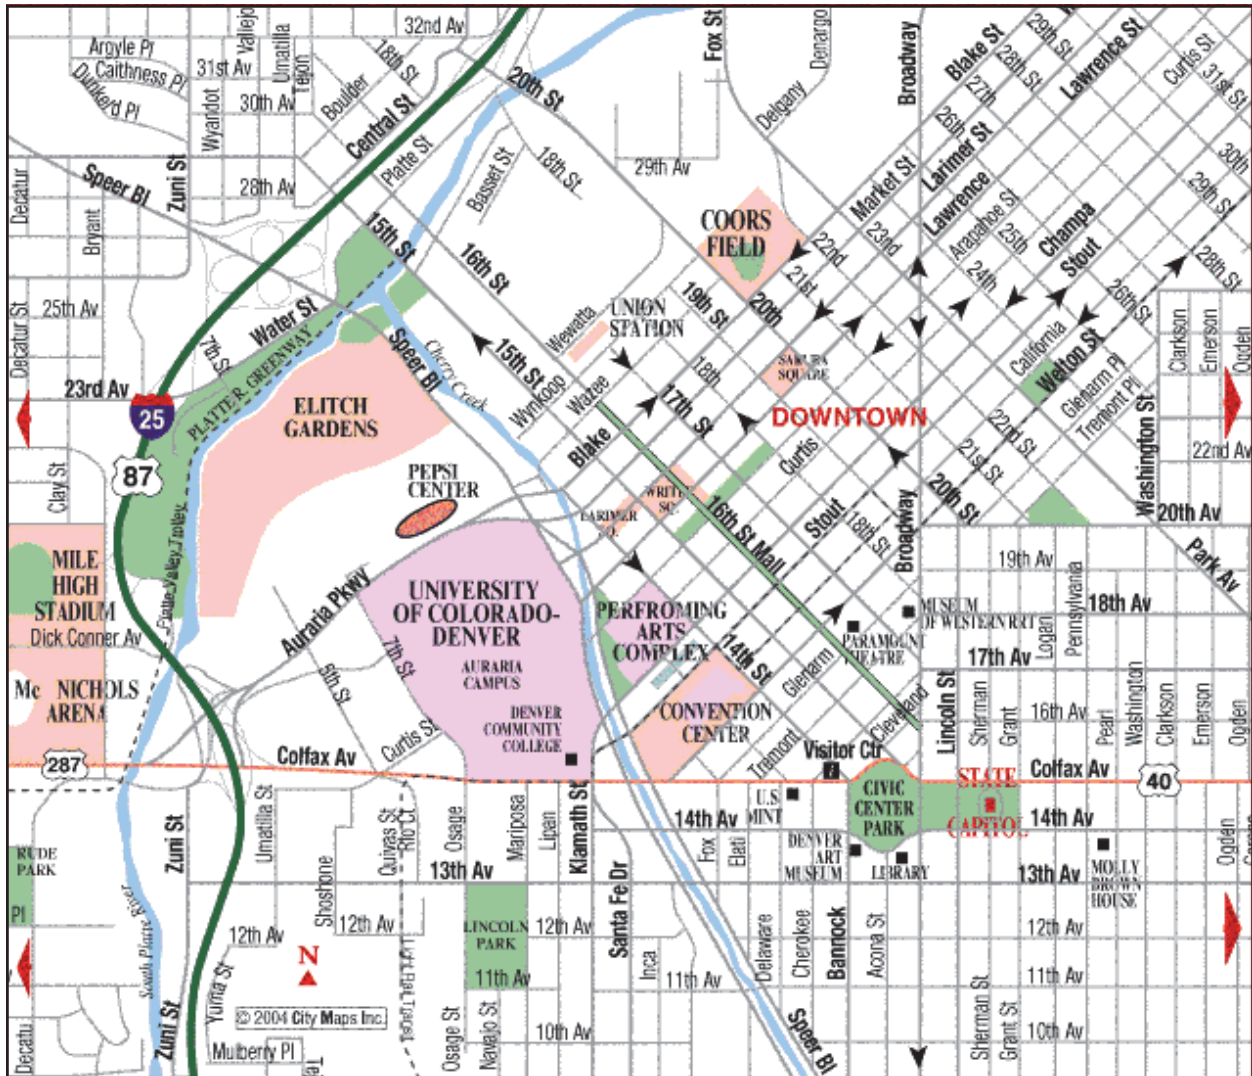 32nd Av
Vallejo
Umatilla
Tejon
18th St
Argyle Pl
Caithness Pl
Dunkerd Pl
31st Av
30th Av
Wyandot
Boulder
Central St
20th St
Fox St
Denargo
Broadway
Blake St
29th St
28th St
27th
26th
Lawrence St
Curtis St
31st St
30th
29th St
28th St
Delgany
Platte St
Basset St
18th St
29th Av
Speer Bl
Zuni St
28th Av
Decatur
Bryant
15th St
16th St
COORS
FIELD
Market St
Larimer St
Lawrence
Arapahoe St
25th
24th
Champa
Stout
22nd
23rd
21st
20th
19th St
26th St
25th Av
Decatur St
Water St
7th St
PLATTE R. GREENWAY
Speer Bl
Cherry Creek
15th St
Wewatta
UNION
STATION
Wynkoop
Wazee
18th
17th St
SAKURA
SQUARE
California
Welton St
Glenarm Pl
Tremont Pl
Clarkson
Emerson
Ogden
23rd Av
25
87
ELITCH
GARDENS
DOWNTOWN
Blake
Curtis
22nd St
21st St
20th St
Washington St
22nd Av
20th Av
Clay St
PEPSI
CENTER
WRITER
SQ.
LARIMER
SQ.
16th St Mall
Stout
18th St
Broadway
Park Av
19th Av
MILE
HIGH
STADIUM
Dick Conner Av
Auraria Pkwy
UNIVERSITY
OF COLORADO-
DENVER
AURARIA
CAMPUS
7th St
5th St
PERFROMING
ARTS
COMPLEX
14th St
Glenarm
PARAMOUNT
THEATRE
MUSEUM
OF WESTERN ART
18th Av
17th Av
Logan
Pennsylvania
Mc NICHOLS
ARENA
DENVER
COMMUNITY
COLLEGE
Curtis St
CONVENTION
CENTER
Tremont
Cleveland
Lincoln St
Sherman
Grant
16th Av
Pearl
Washington
Clarkson
Emerson
Ogden
287
Colfax Av
Visitor Ctr
Colfax Av
40
STATE
CAPITOL
U.S.
MINT
CIVIC
CENTER
PARK
14th Av
14th Av
Zuni St
Umatilla St
Shoshone
Quivas St
Rio Ct
Osage
Mariposa
Lipan
Klamath St
Fox
Elati
DENVER
ART
MUSEUM
LIBRARY
13th Av
13th Av
MOLLY
BROWN
HOUSE
Ogden
RUDE
PARK
Pl
South Platte River
12th Av
12th Av
N
LINCOLN
PARK
12th Av
11th Av
Santa Fe Dr
Inca
11th Av
Delaware
Cherokee
Bannock
Acona St
12th Av
11th Av
10th Av
Sherman St
Grant St
Yuma St
Zuni St
© 2004 City Maps Inc.
Mulberry Pl
Osage St
Navajo St
10th Av
Speer Bl
Decatu